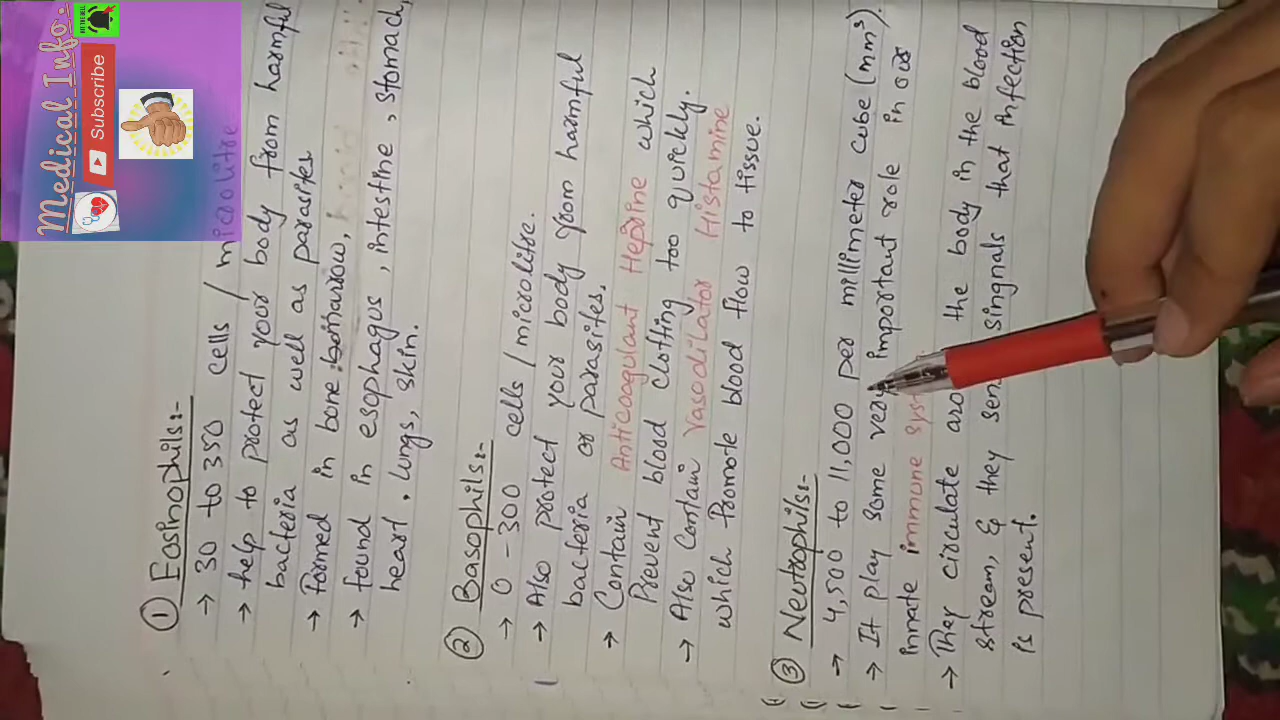 Medical Info.
Subscribe
① Eosinophils:-
→ 30 to 350 cells / microlitre
→ help to protect your body from harmful
bacteria as well as parasites
→ Formed in bone marrow,
→ found in esophagus, intestine, stomach,
heart, Lungs, skin.
② Basophils:-
→ 0-300 cells / microlitre.
→ Also protect your body from harmful
bacteria or parasites.
→ Contain Anticoagulant Heprine which
Prevent blood Clotting too quickly.
→ Also Contain vasodilator Histamine
which Promote blood flow to tissue.
③ Neutrophils:-
→ 4,500 to 11,000 per millimeter cube (mm³).
→ It play some very important role in our
innate immune
→ They circulate the body in the blood
stream, & they singnals that infection
is present.